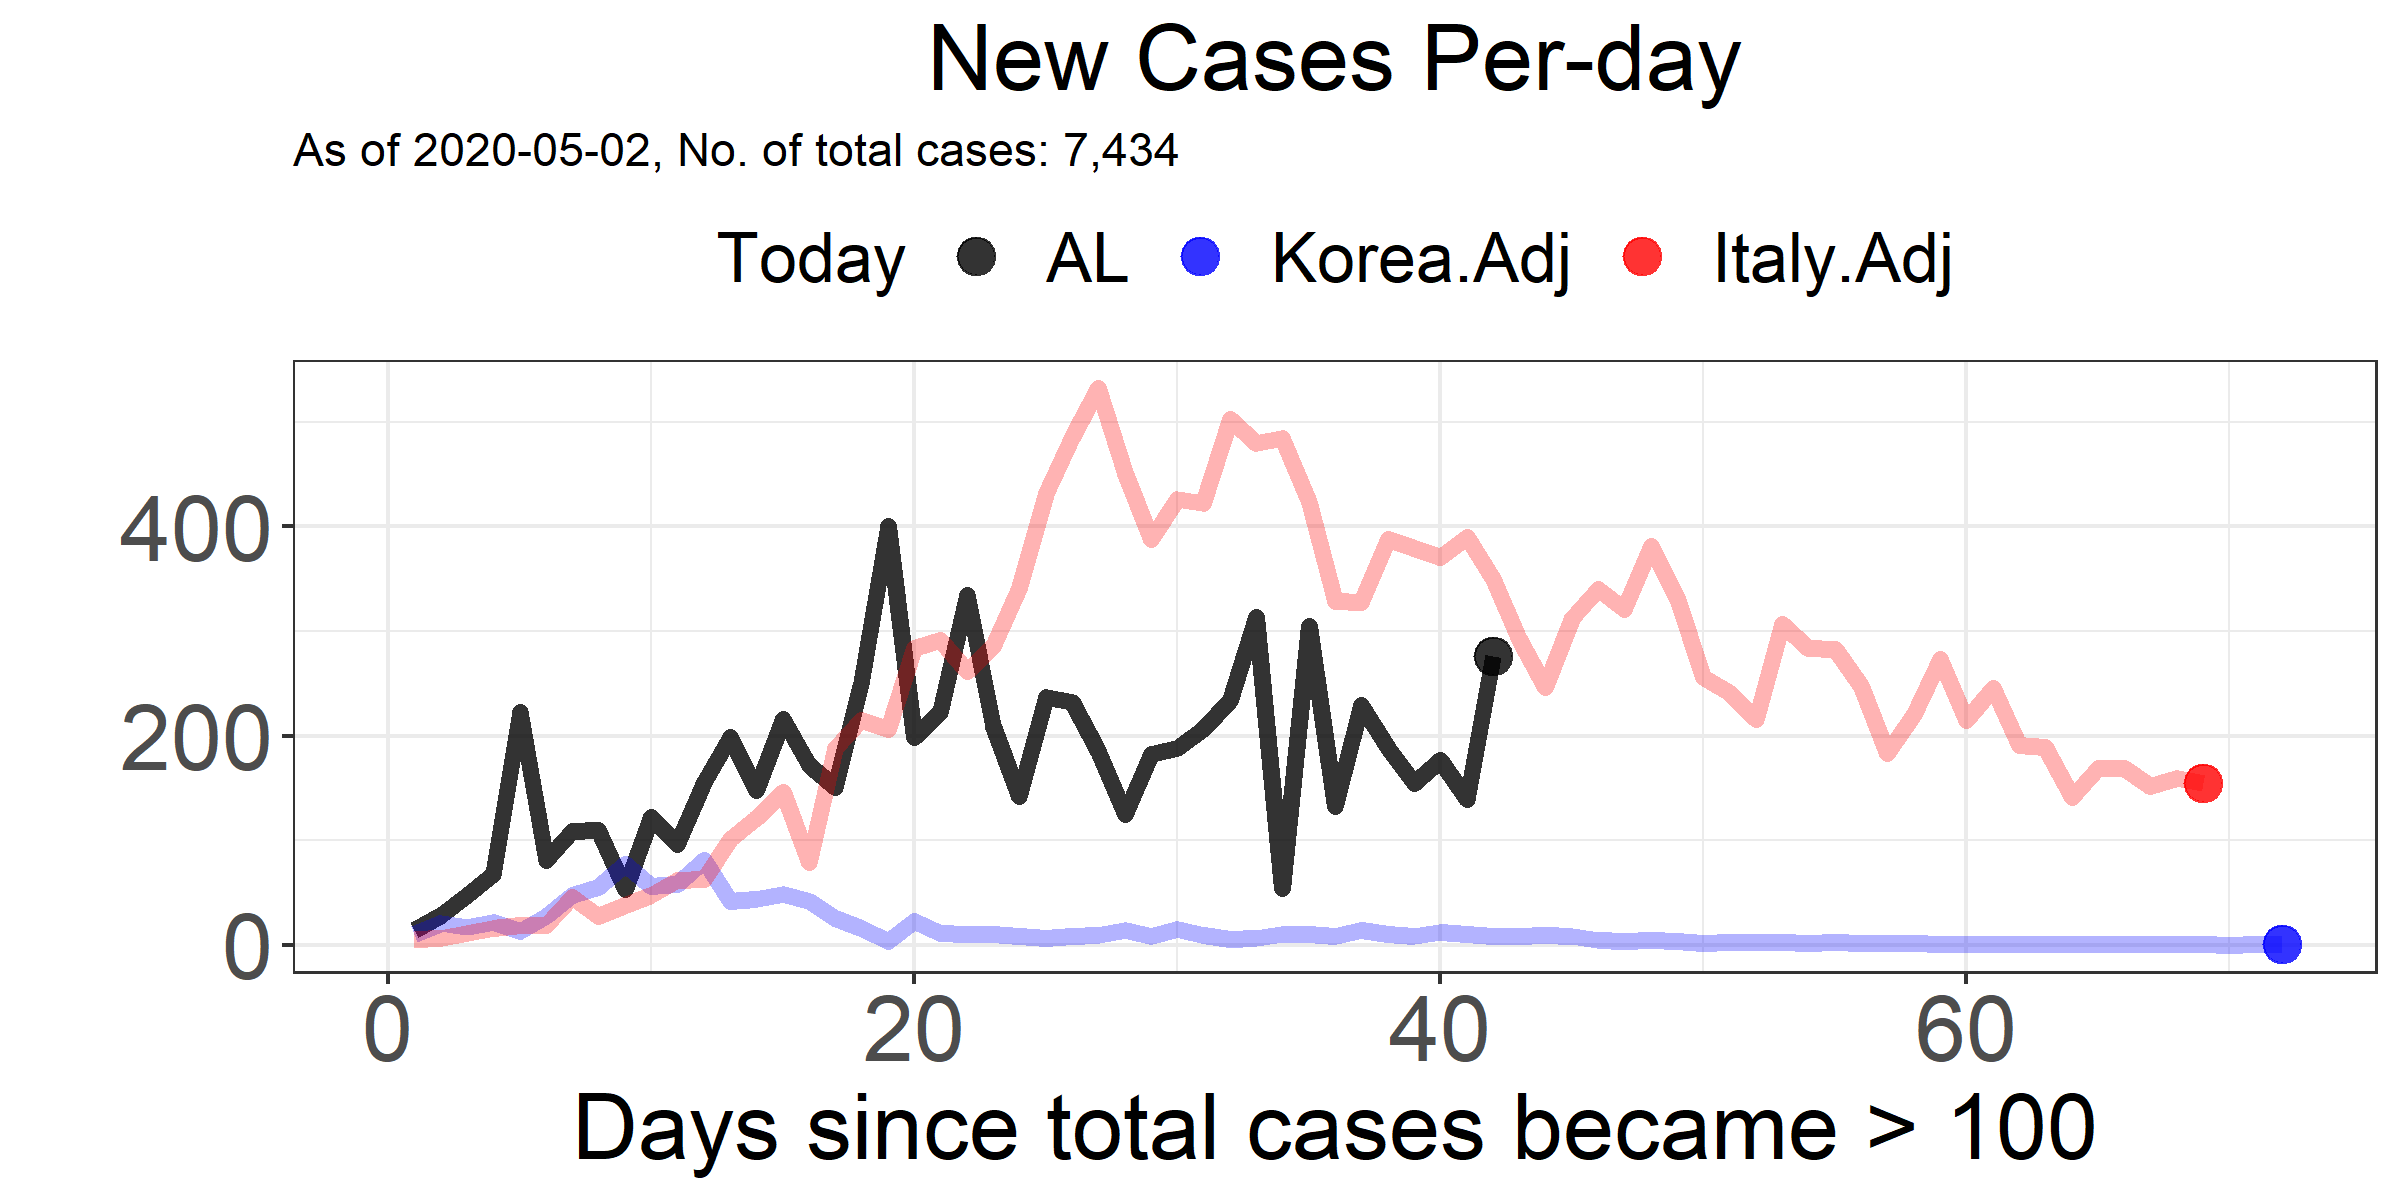 New Cases Per-day
As of 2020-05-02, No. of total cases: 7,434
Today AL Korea.Adj Italy.Adj
400
200
0
0 20 40 60
Days since total cases became > 100